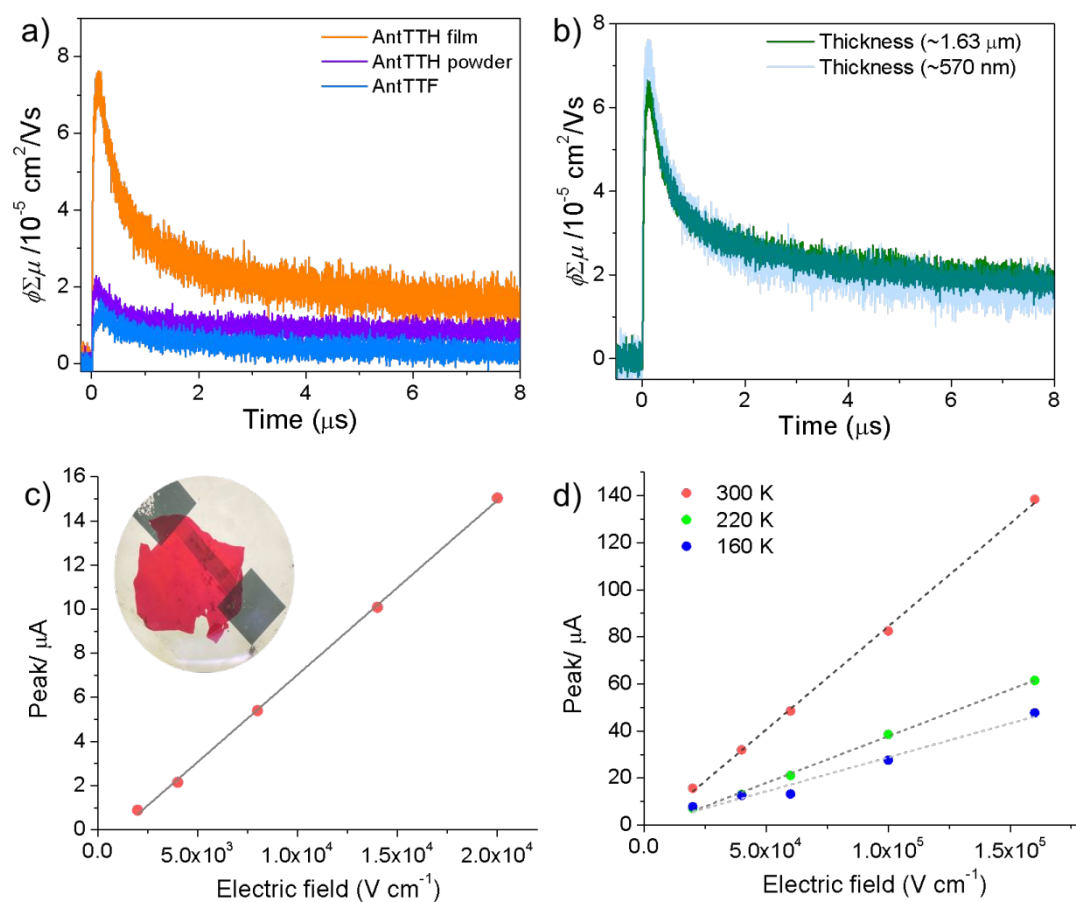 a)
AntTTH film
AntTTH powder
AntTTF
8
6
4
2
0
ϕΣμ /10⁻⁵ cm²/Vs
0 2 4 6 8
Time (μs)
b)
Thickness (~1.63 μm)
Thickness (~570 nm)
8
6
4
2
0
ϕΣμ /10⁻⁵ cm²/Vs
0 2 4 6 8
Time (μs)
c)
16
14
12
10
8
6
4
2
0
Peak/ μA
0.0 5.0x10³ 1.0x10⁴ 1.5x10⁴ 2.0x10⁴
Electric field (V cm⁻¹)
d)
300 K
220 K
160 K
140
120
100
80
60
40
20
0
Peak/ μA
0.0 5.0x10⁴ 1.0x10⁵ 1.5x10⁵
Electric field (V cm⁻¹)